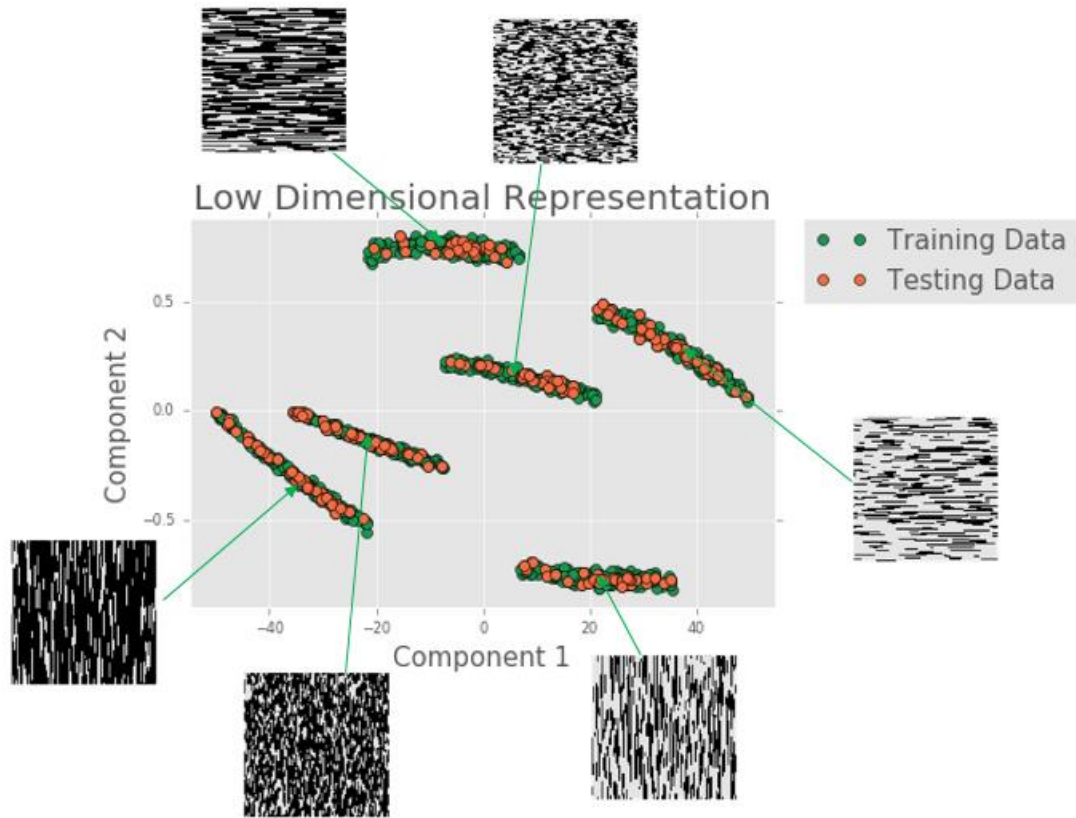 Low Dimensional Representation
Training Data
Testing Data
0.5
0.0
−0.5
Component 2
−40
−20
0
20
40
Component 1